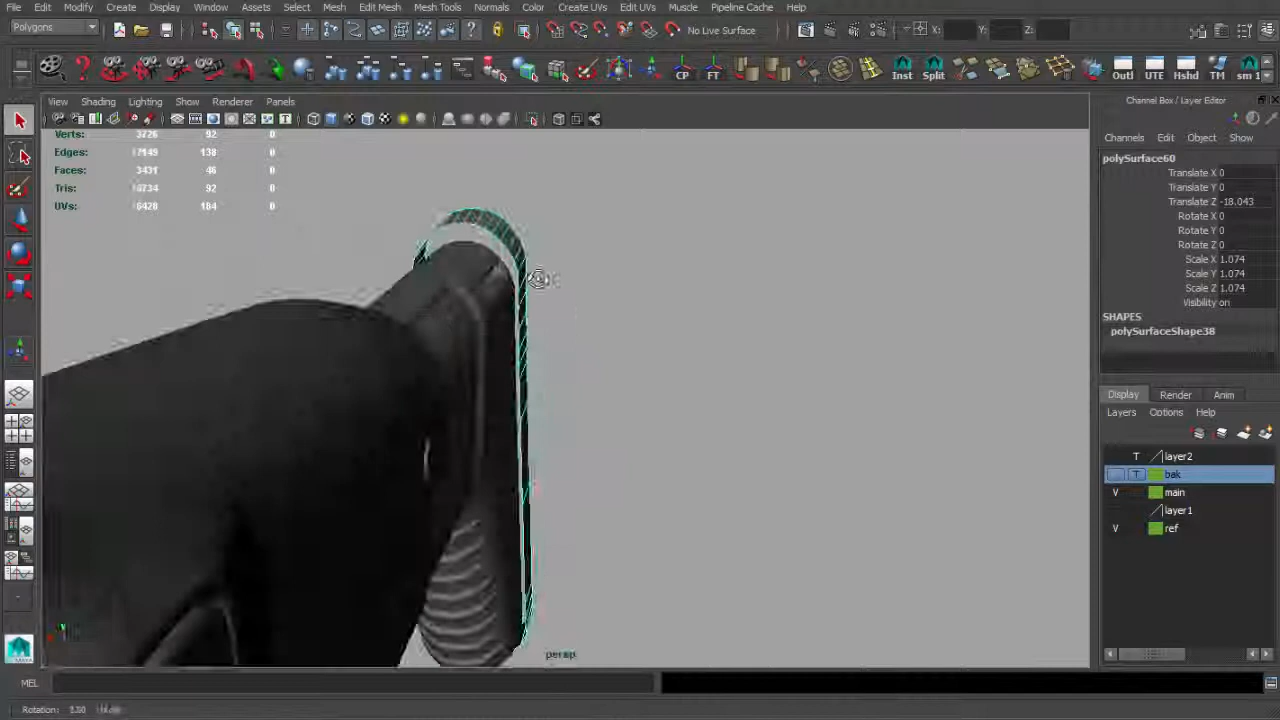 File Edit Modify Create Display Window Assets Select Mesh Edit Mesh Mesh Tools Normals Color Create UVs Edit UVs Muscle Pipeline Cache Help
Polygons No Live Surface X: Y: Z:
CP FT Inst Split Outl UTE Hshd TM sm 1
View Shading Lighting Show Renderer Panels
Channel Box / Layer Editor
Channels Edit Object Show
Verts: 3726 92 0
Edges: 7149 138 0
Faces: 3431 46 0
Tris: 6734 92 0
UVs: 6428 184 0
polySurface60
Translate X 0
Translate Y 0
Translate Z -18.043
Rotate X 0
Rotate Y 0
Rotate Z 0
Scale X 1.074
Scale Y 1.074
Scale Z 1.074
Visibility on
SHAPES
polySurfaceShape38
Display Render Anim
Layers Options Help
T layer2
T bak
V main
layer1
V ref
persp
MEL
Rotation: